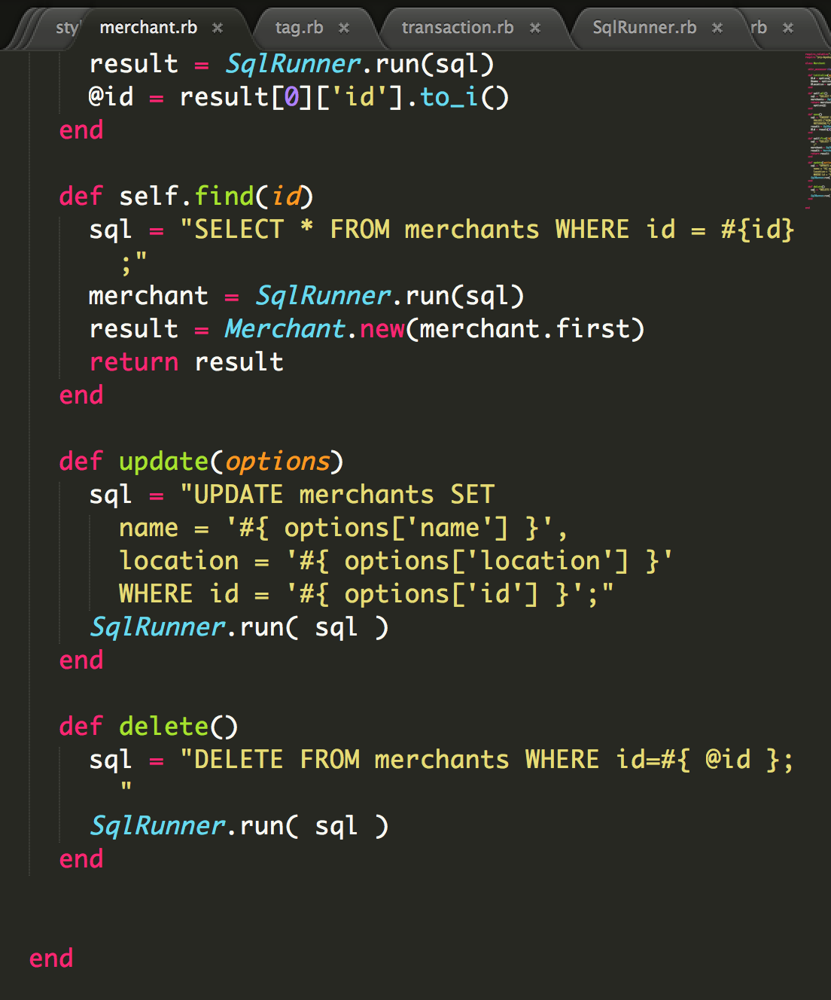 sty merchant.rb × tag.rb × transaction.rb × SqlRunner.rb × rb ×
result = SqlRunner.run(sql)
@id = result[0]['id'].to_i()
end
def self.find(id)
sql = "SELECT * FROM merchants WHERE id = #{id}
;"
merchant = SqlRunner.run(sql)
result = Merchant.new(merchant.first)
return result
end
def update(options)
sql = "UPDATE merchants SET
name = '#{ options['name'] }',
location = '#{ options['location'] }'
WHERE id = '#{ options['id'] }';"
SqlRunner.run( sql )
end
def delete()
sql = "DELETE FROM merchants WHERE id=#{ @id };
"
SqlRunner.run( sql )
end
end